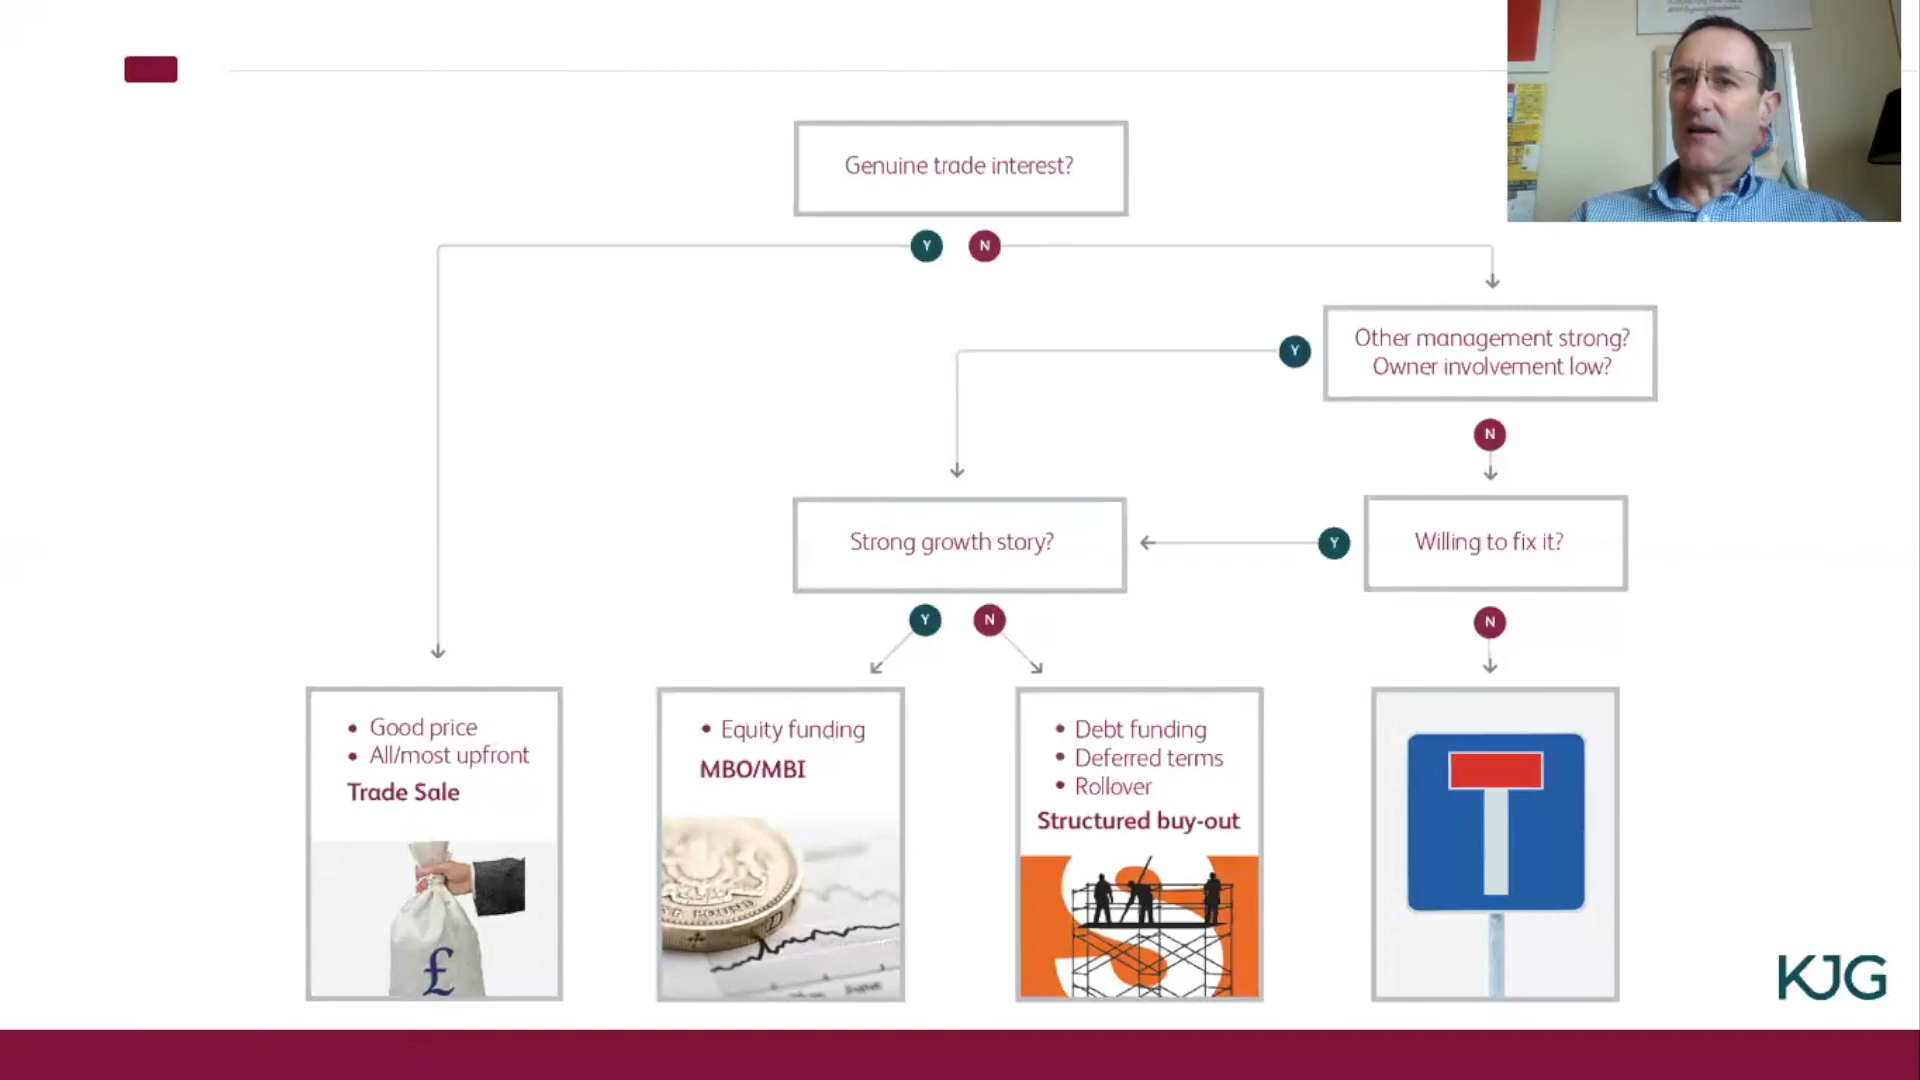 Genuine trade interest?
Y
N
Other management strong?
Owner involvement low?
Y
N
Strong growth story?
Y
Willing to fix it?
Y
N
N
• Good price
• All/most upfront
Trade Sale
£
• Equity funding
MBO/MBI
POUND
• Debt funding
• Deferred terms
• Rollover
Structured buy-out
KJG